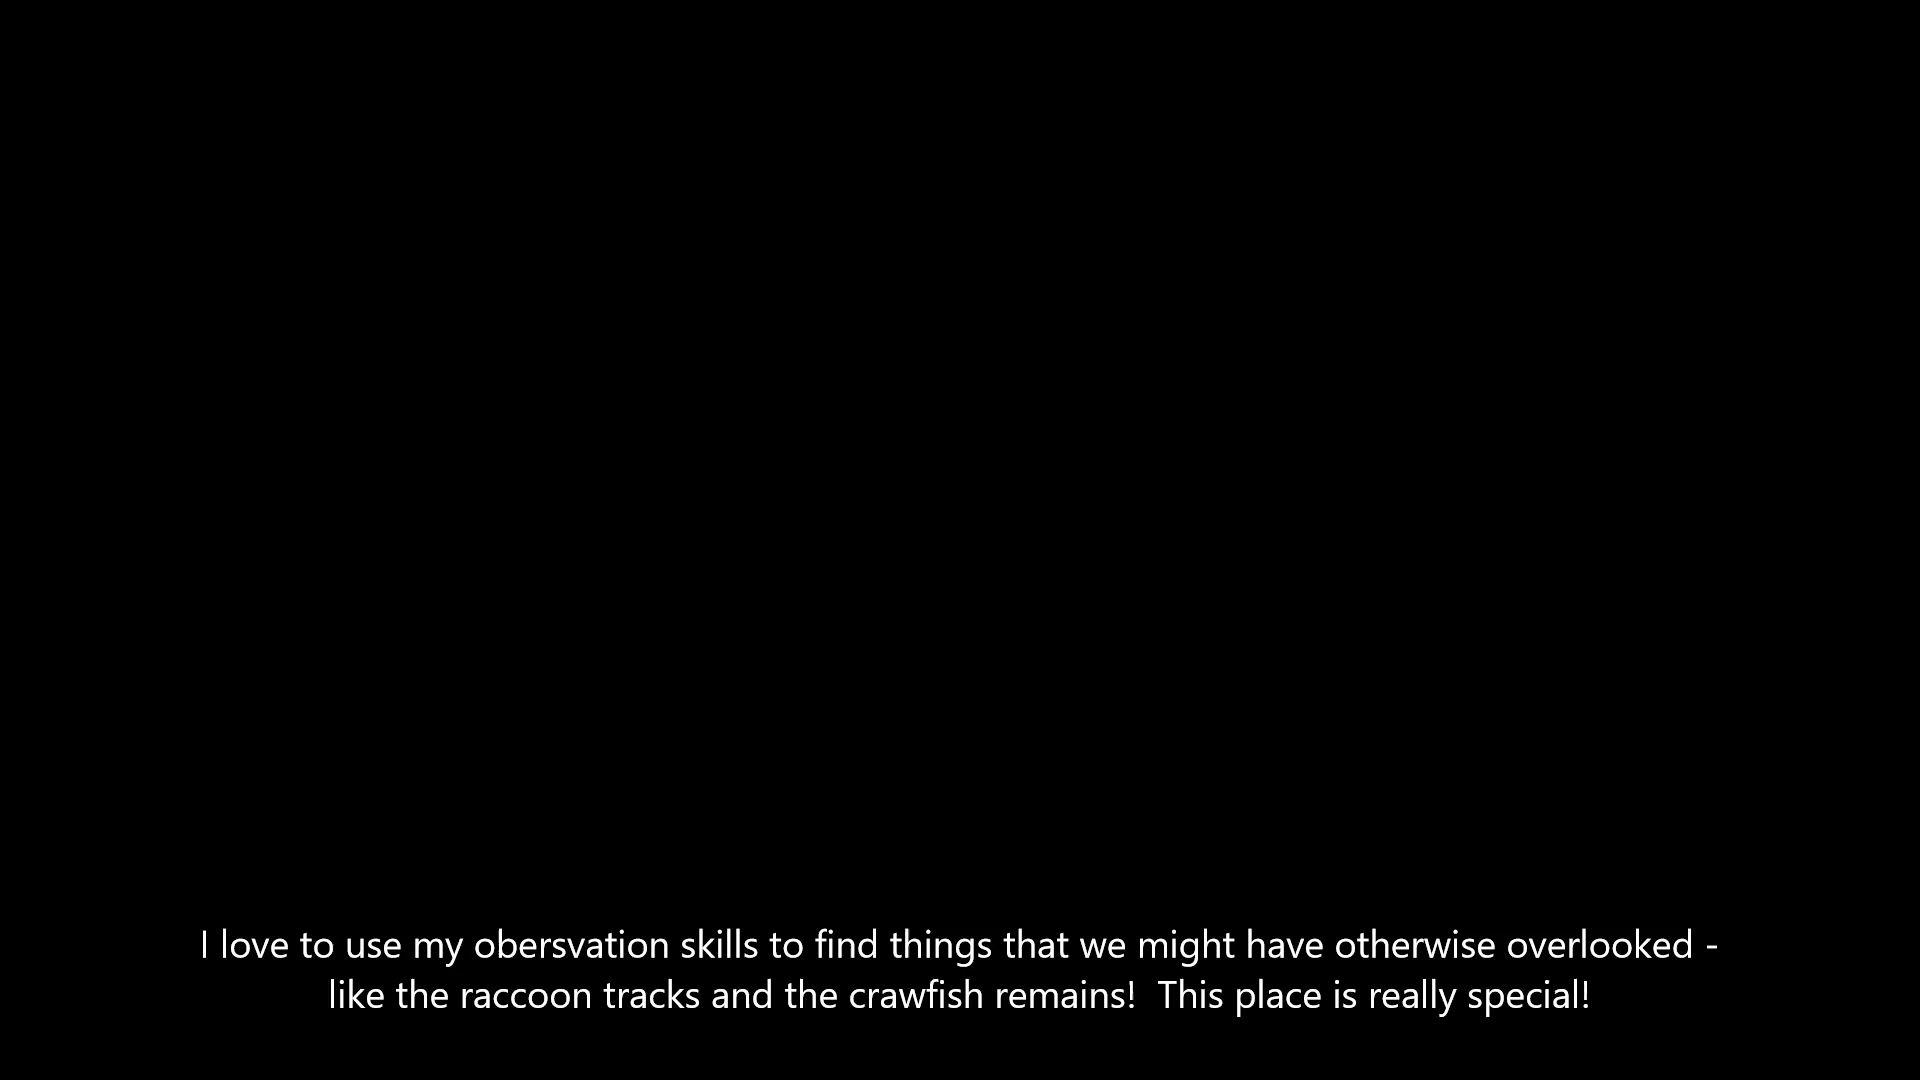 I love to use my obersvation skills to find things that we might have otherwise overlooked -
like the raccoon tracks and the crawfish remains!  This place is really special!